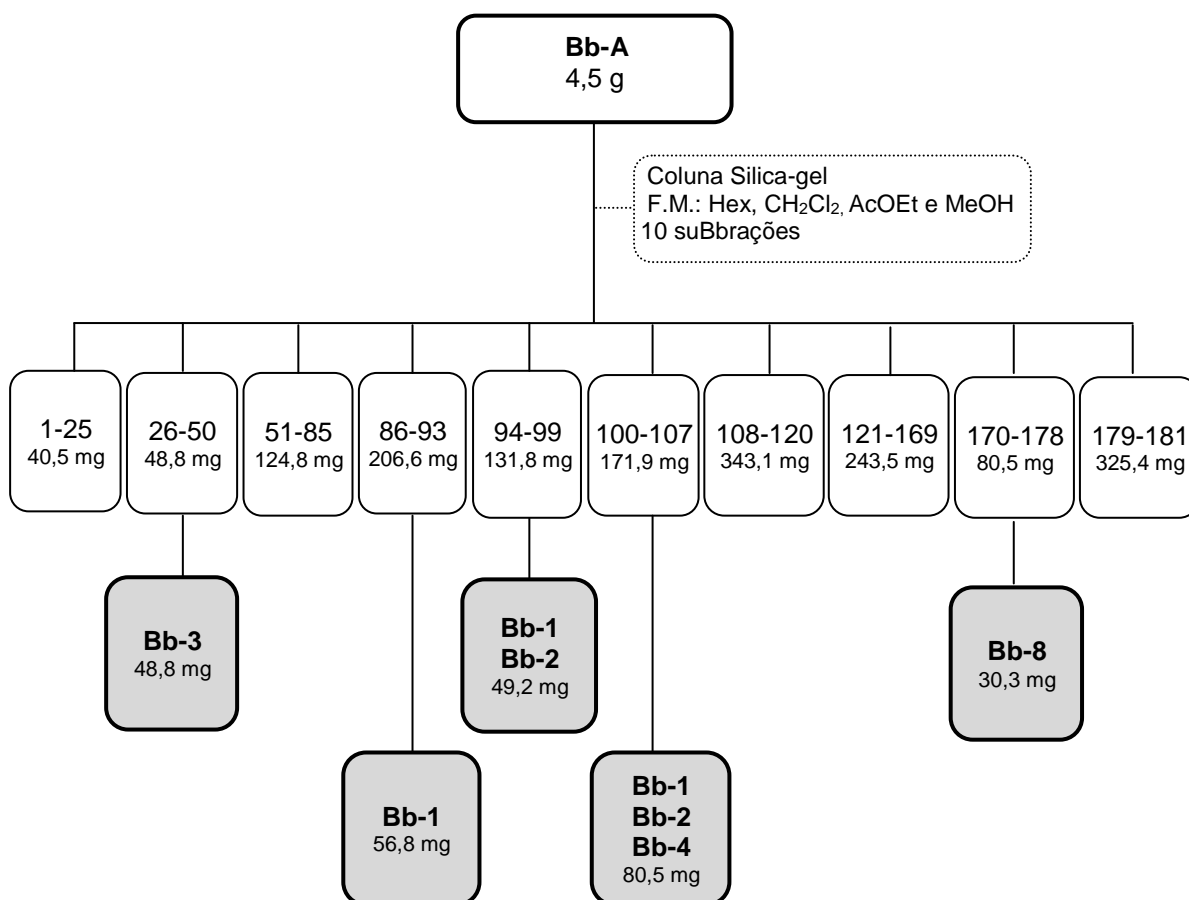 Bb-A
4,5 g
Coluna Silica-gel
F.M.: Hex, CH₂Cl₂, AcOEt e MeOH
10 suBbrações
1-25
40,5 mg
26-50
48,8 mg
51-85
124,8 mg
86-93
206,6 mg
94-99
131,8 mg
100-107
171,9 mg
108-120
343,1 mg
121-169
243,5 mg
170-178
80,5 mg
179-181
325,4 mg
Bb-3
48,8 mg
Bb-1
56,8 mg
Bb-1
Bb-2
49,2 mg
Bb-1
Bb-2
Bb-4
80,5 mg
Bb-8
30,3 mg